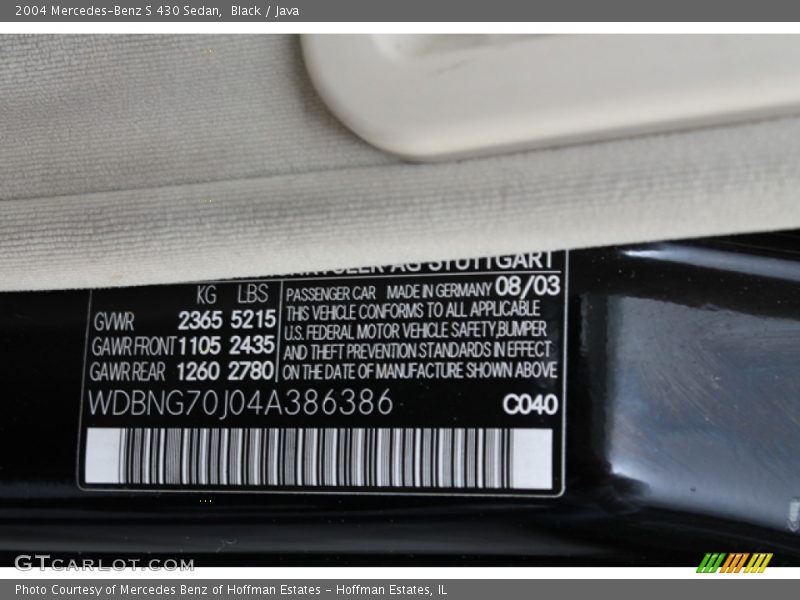 2004 Mercedes-Benz S 430 Sedan, Black / Java
AG STUTTGART
KG LBS
GVWR 2365 5215
GAWR FRONT 1105 2435
GAWR REAR 1260 2780
PASSENGER CAR MADE IN GERMANY 08/03
THIS VEHICLE CONFORMS TO ALL APPLICABLE
U.S. FEDERAL MOTOR VEHICLE SAFETY,BUMPER
AND THEFT PREVENTION STANDARDS IN EFFECT
ON THE DATE OF MANUFACTURE SHOWN ABOVE
WDBNG70J04A386386 C040
GTCARLOT.COM
Photo Courtesy of Mercedes Benz of Hoffman Estates - Hoffman Estates, IL